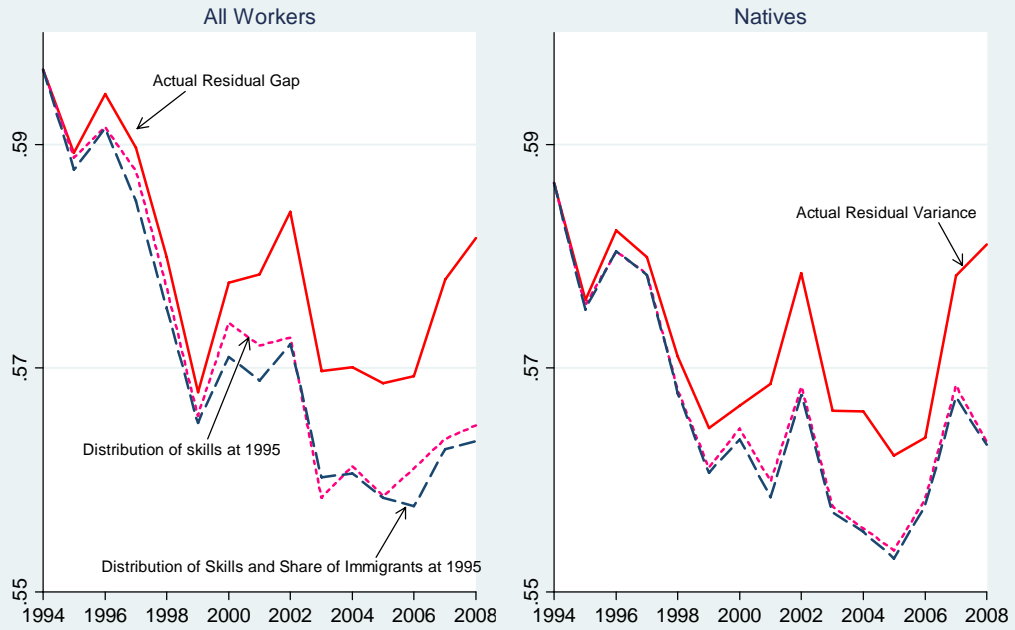 All Workers
Natives
Actual Residual Gap
Actual Residual Variance
Distribution of skills at 1995
Distribution of Skills and Share of Immigrants at 1995
.59
.57
.55
1994 1996 1998 2000 2002 2004 2006 2008
.59
.57
.55
1994 1996 1998 2000 2002 2004 2006 2008